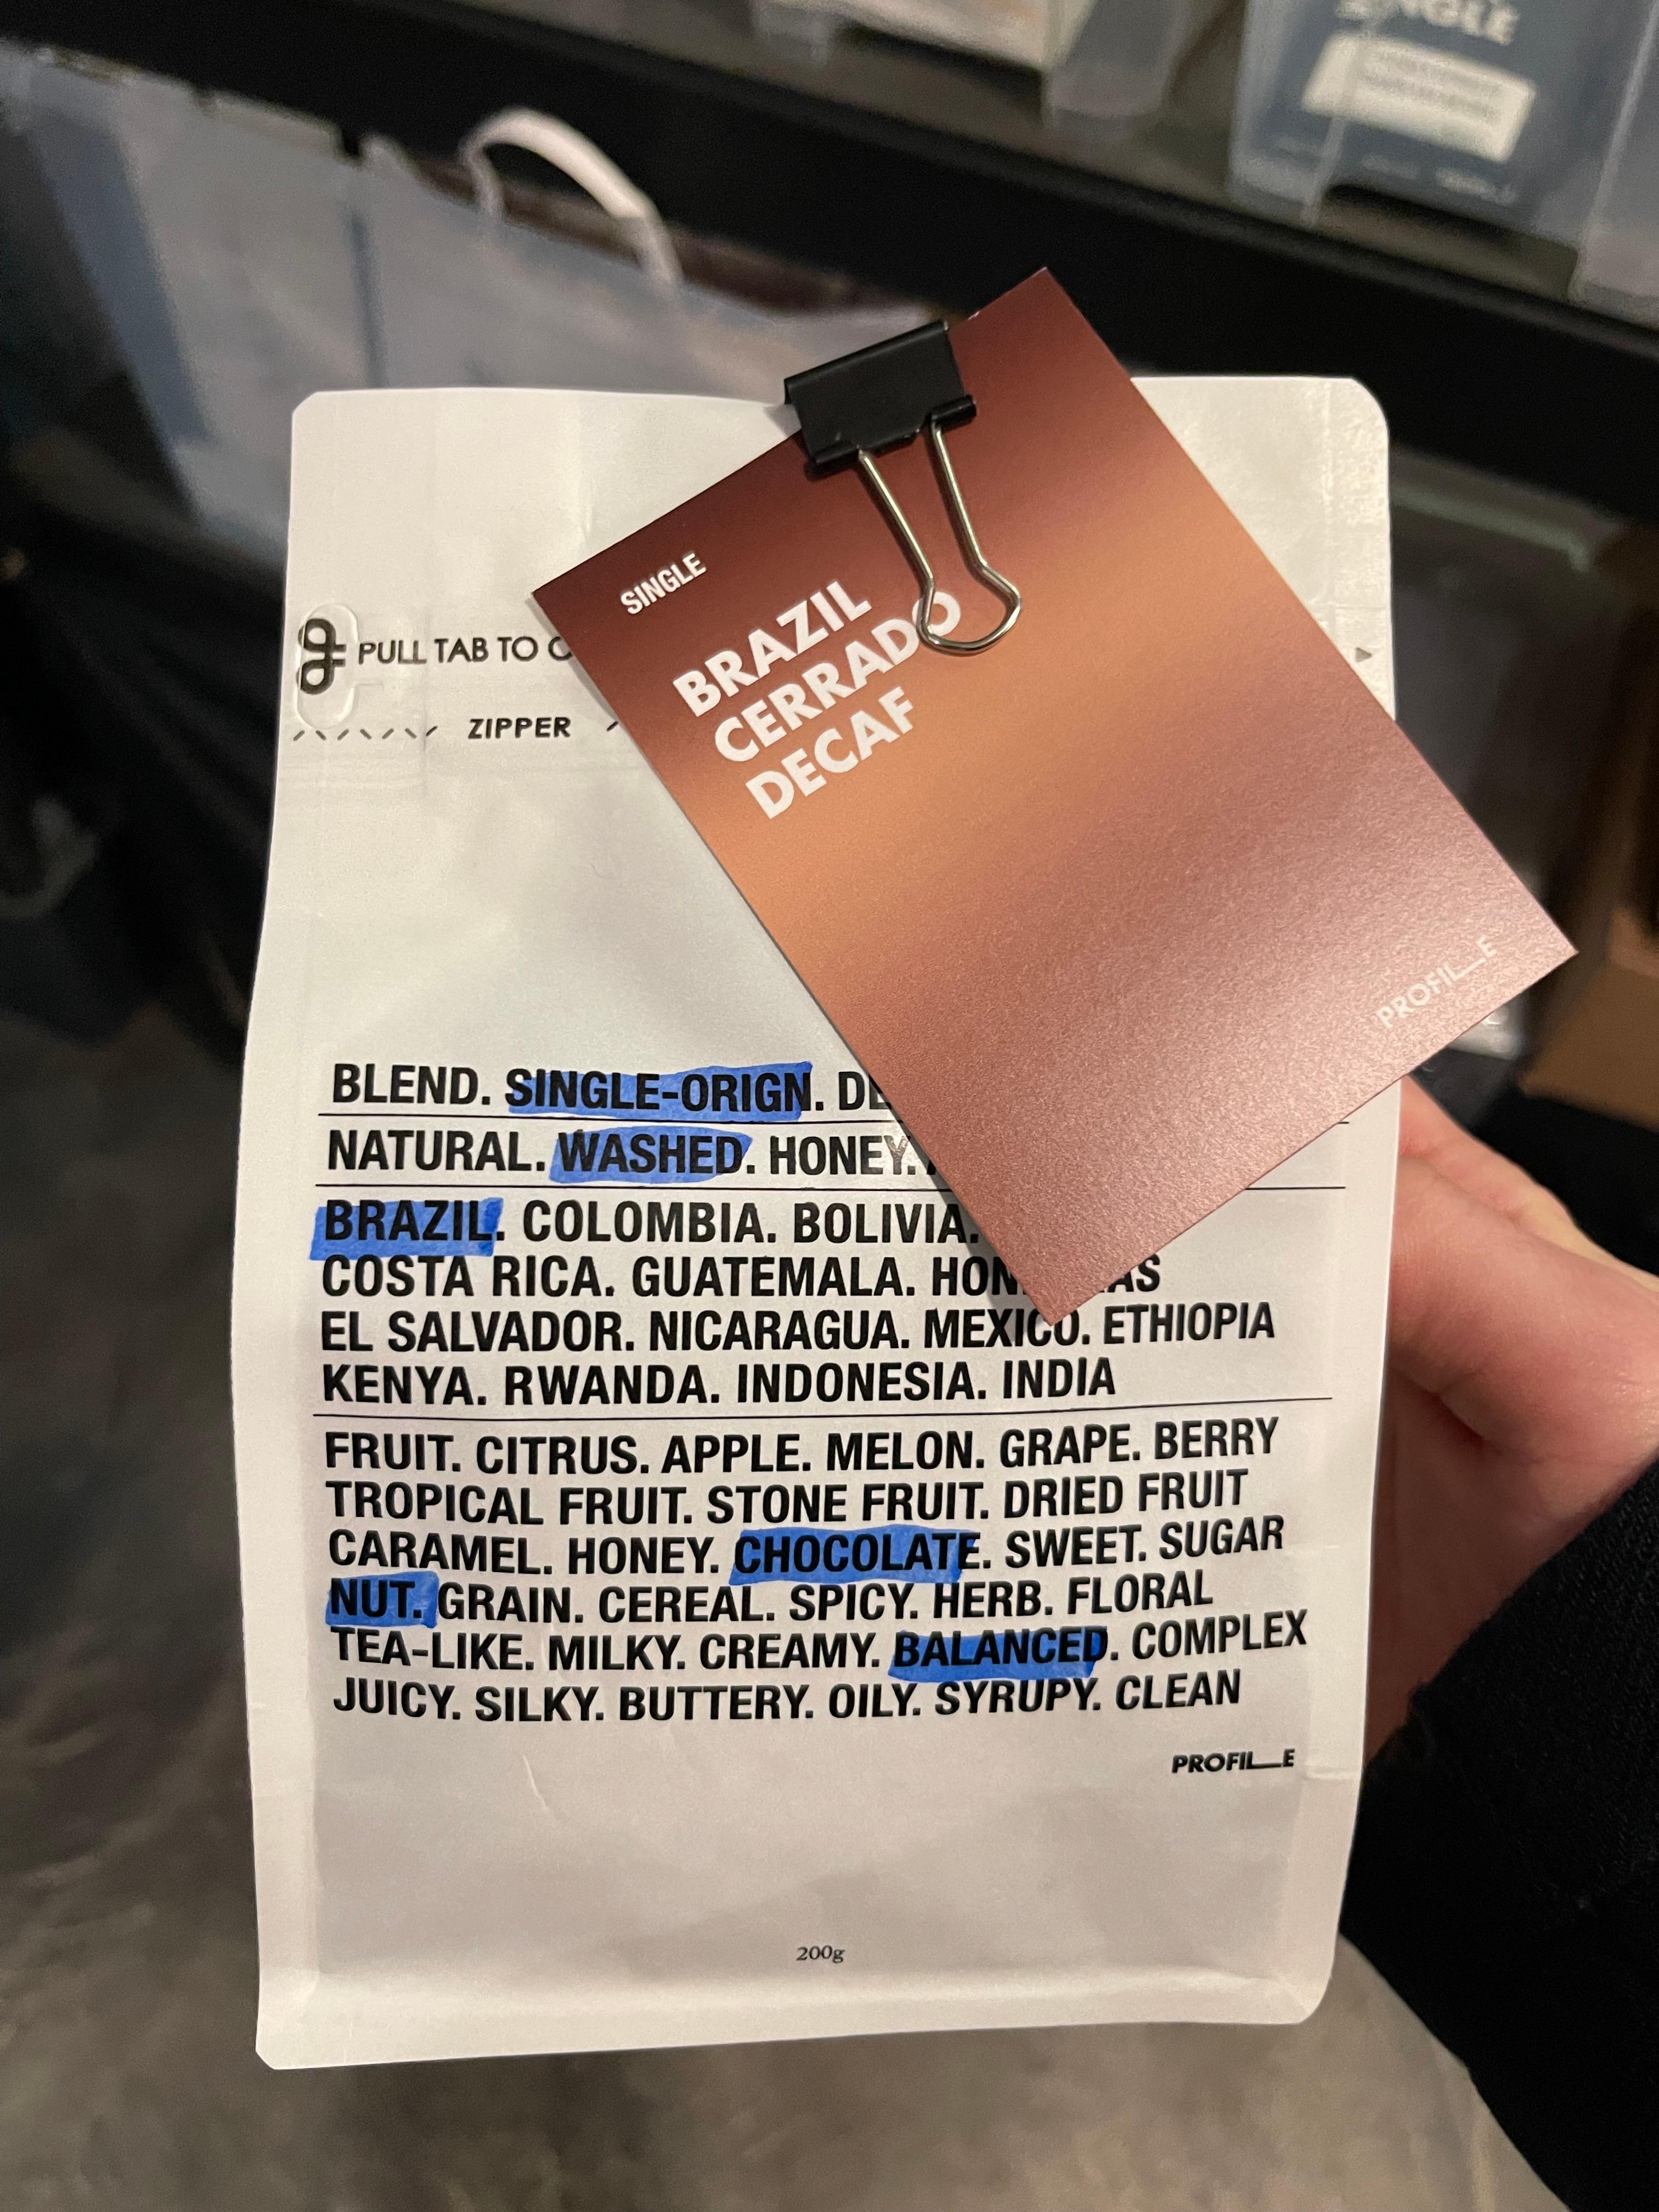 NGLE
SINGLE
BRAZIL
CERRADO
DECAF
PROFIL_E
PULL TAB TO
ZIPPER
BLEND. SINGLE-ORIGN.
NATURAL. WASHED. HONEY.
BRAZIL. COLOMBIA. BOLIVIA.
COSTA RICA. GUATEMALA.
EL SALVADOR. NICARAGUA. MEXICO. ETHIOPIA
KENYA. RWANDA. INDONESIA. INDIA
FRUIT. CITRUS. APPLE. MELON. GRAPE. BERRY
TROPICAL FRUIT. STONE FRUIT. DRIED FRUIT
CARAMEL. HONEY. CHOCOLATE. SWEET. SUGAR
NUT. GRAIN. CEREAL. SPICY. HERB. FLORAL
TEA-LIKE. MILKY. CREAMY. BALANCED. COMPLEX
JUICY. SILKY. BUTTERY. OILY. SYRUPY. CLEAN
PROFIL_E
200g